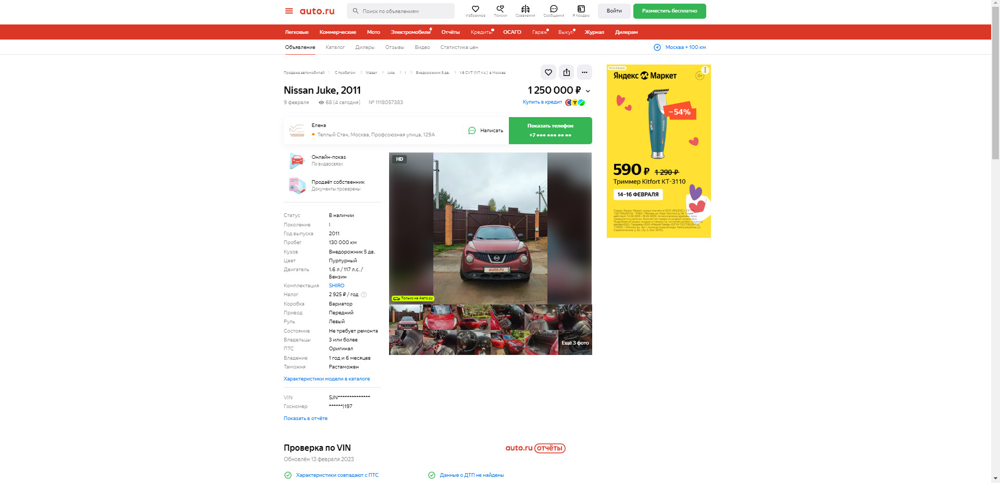 auto.ru
Поиск по объявлениям
Избранное
Поиски
Сравнения
Сообщения
Я продаю
Войти
Разместить бесплатно
Легковые
Коммерческие
Мото
Электромобили
Отчёты
Кредиты
ОСАГО
Гараж
Выкуп
Журнал
Дилерам
Объявление
Каталог
Дилеры
Отзывы
Видео
Статистика цен
Москва + 100 км
Продажа автомобилей
С пробегом
Nissan
Juke
I
Внедорожник 5 дв.
1.6 CVT (117 л.с.) в Москве
Nissan Juke, 2011
1 250 000 ₽
9 февраля
68 (4 сегодня)
№ 1118057383
Купить в кредит
Елена
Теплый Стан, Москва, Профсоюзная улица, 129А
Написать
Показать телефон
+7 ●●● ●●● ●● ●●
Онлайн-показ
По видеосвязи
Продаёт собственник
Документы проверены
Статус В наличии
Поколение I
Год выпуска 2011
Пробег 130 000 км
Кузов Внедорожник 5 дв.
Цвет Пурпурный
Двигатель 1.6 л / 117 л.с. /
Бензин
Комплектация SHIRO
Налог 2 925 ₽ / год
Коробка Вариатор
Привод Передний
Руль Левый
Состояние Не требует ремонта
Владельцы 3 или более
ПТС Оригинал
Владение 1 год и 6 месяцев
Таможня Растаможен
Характеристики модели в каталоге
VIN SJN**************
Госномер ******|197
Показать в отчёте
HD
auto.ru
Только на Авто.ру
Ещё 3 фото
РЕКЛАМА
Яндекс Маркет
0+
−54%
590 ₽ 1 290 ₽
Триммер Kitfort КТ-3110
14–16 ФЕВРАЛЯ
Проверка по VIN
auto.ru отчёты
Обновлён 13 февраля 2023
Характеристики совпадают с ПТС
Данные о ДТП не найдены